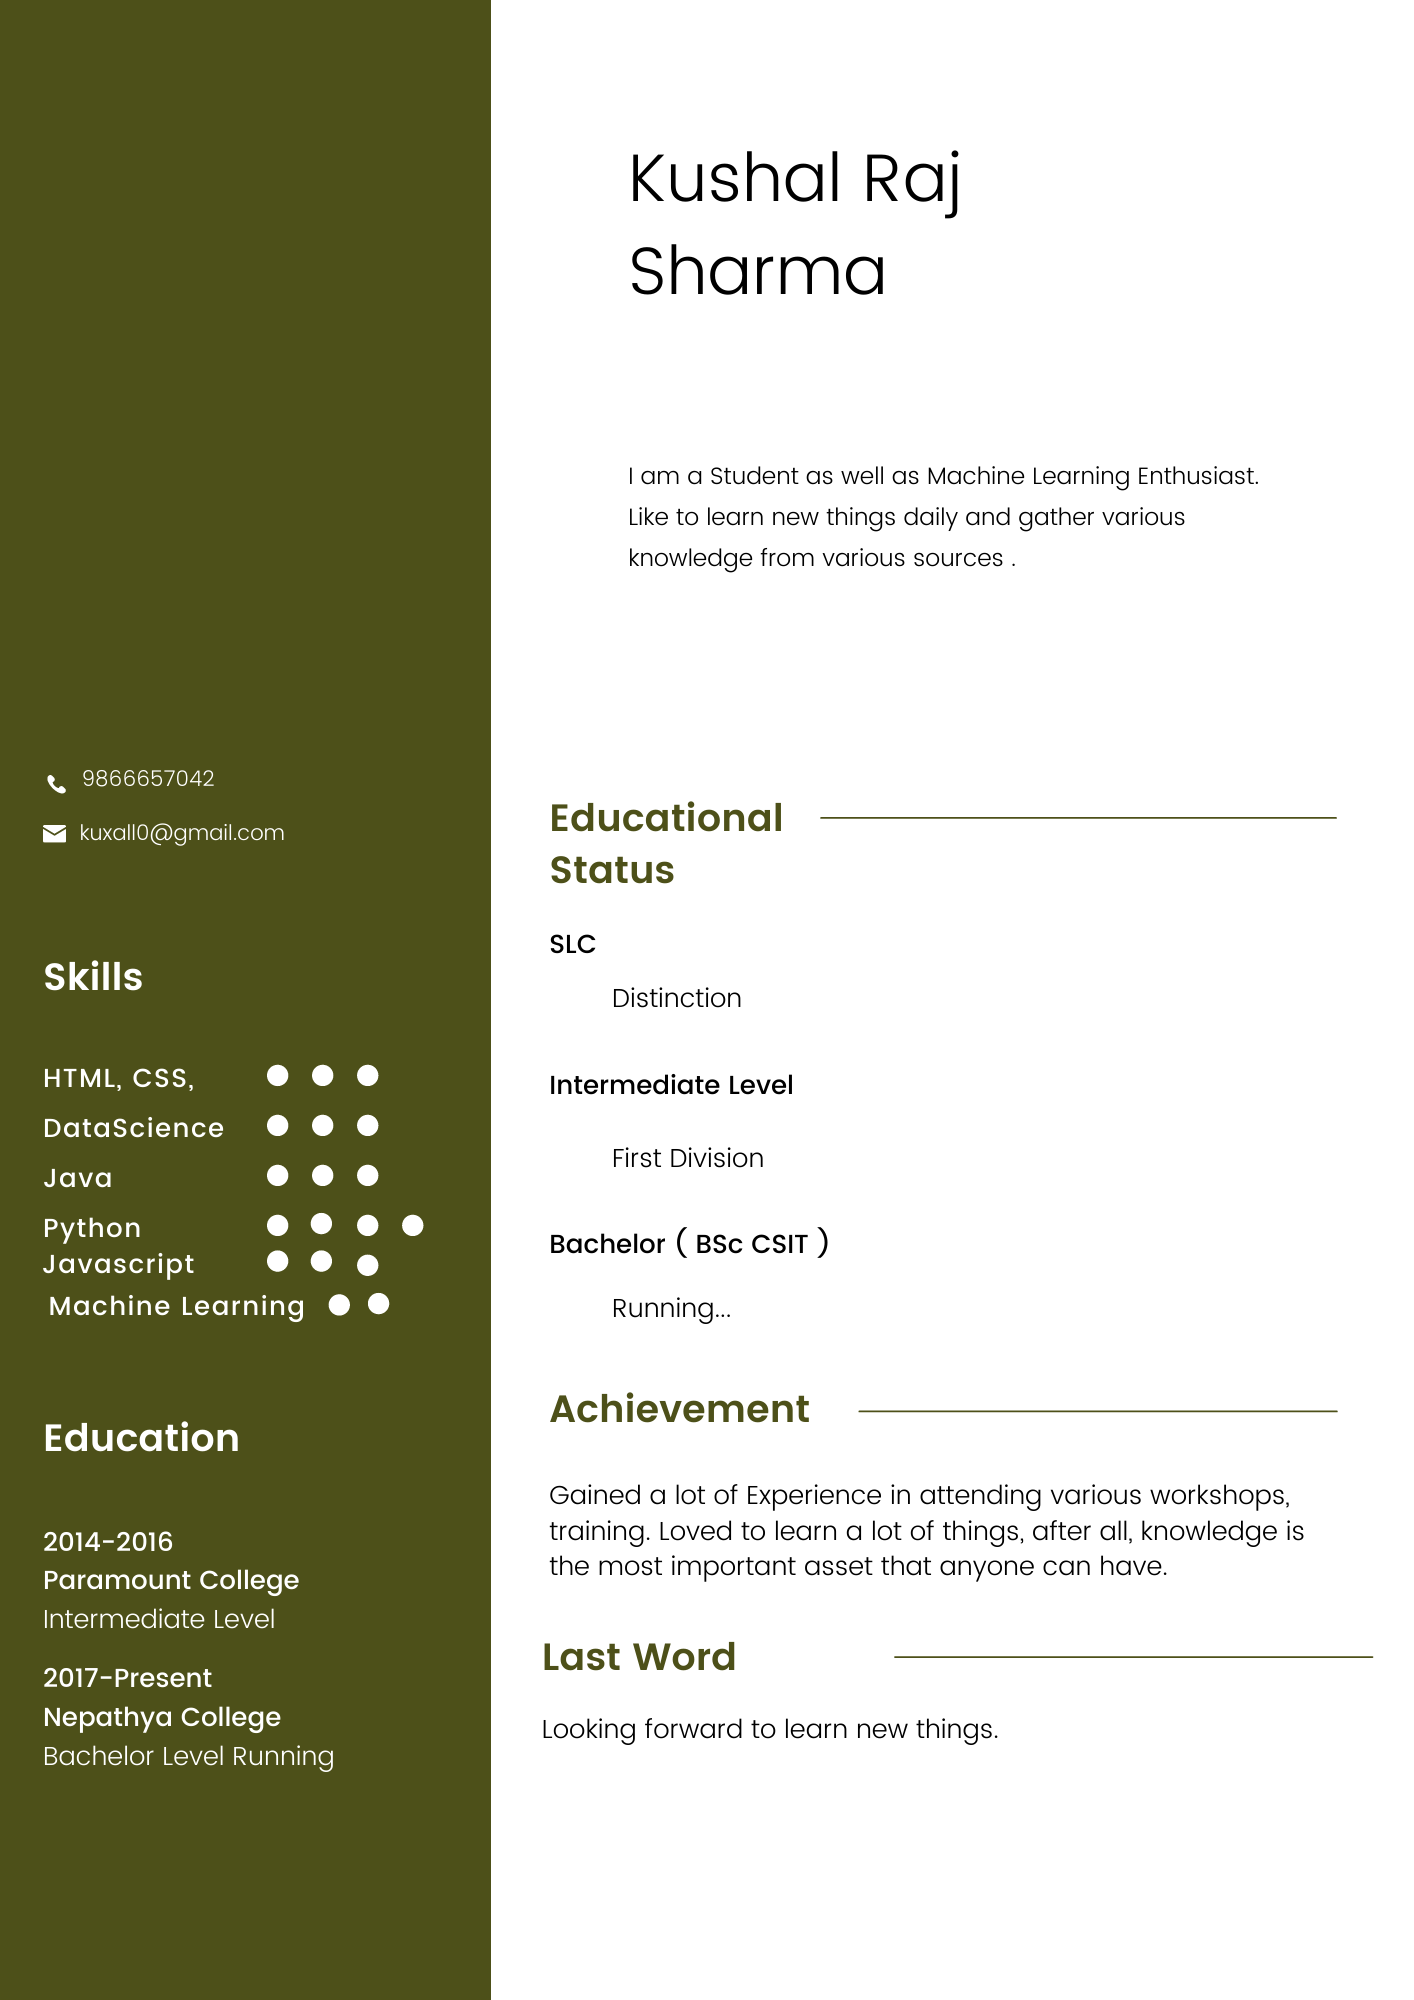 Kushal Raj
Sharma
I am a Student as well as Machine Learning Enthusiast.
Like to learn new things daily and gather various
knowledge from various sources .
9866657042
kuxall0@gmail.com
Skills
HTML, CSS,
DataScience
Java
Python
Javascript
Machine Learning
Education
2014-2016
Paramount College
Intermediate Level
2017-Present
Nepathya College
Bachelor Level Running
Educational
Status
SLC
Distinction
Intermediate Level
First Division
Bachelor ( BSc CSIT )
Running...
Achievement
Gained a lot of Experience in attending various workshops,
training. Loved to learn a lot of things, after all, knowledge is
the most important asset that anyone can have.
Last Word
Looking forward to learn new things.